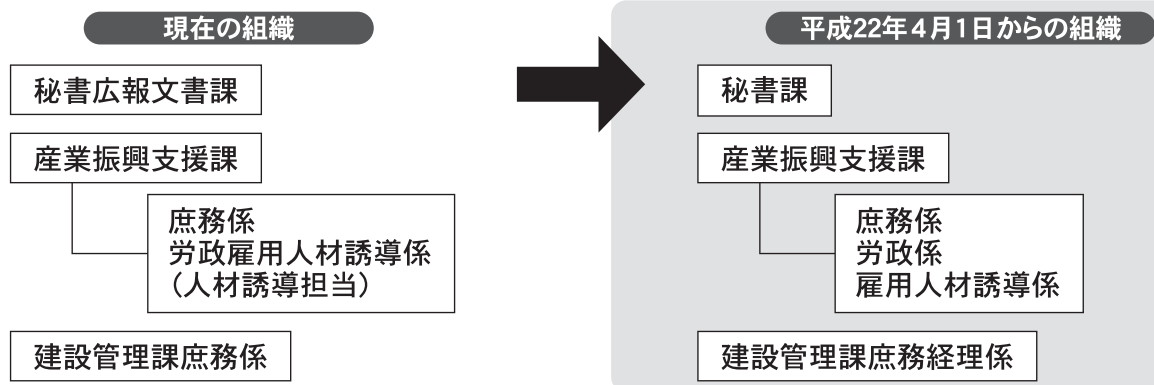 現在の組織
秘書広報文書課
産業振興支援課
庶務係
労政雇用人材誘導係
（人材誘導担当）
建設管理課庶務係
平成22年4月1日からの組織
秘書課
産業振興支援課
庶務係
労政係
雇用人材誘導係
建設管理課庶務経理係